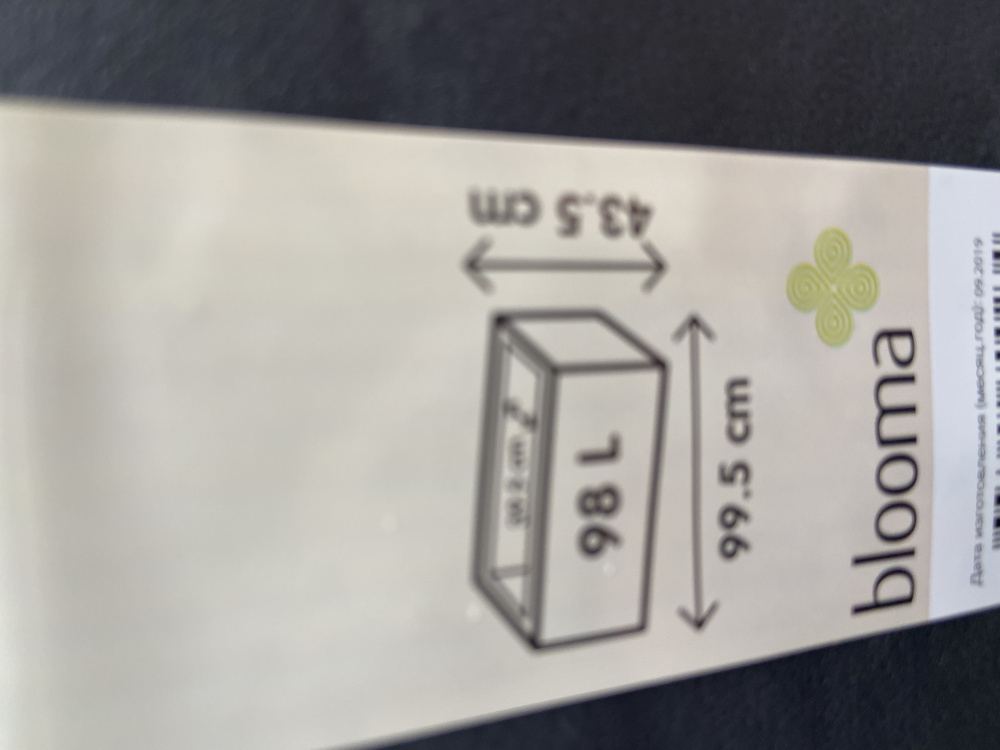 43.5 cm
98 L
99.5 cm
blooma
Дата изготовления (месяц.год): 09.2019